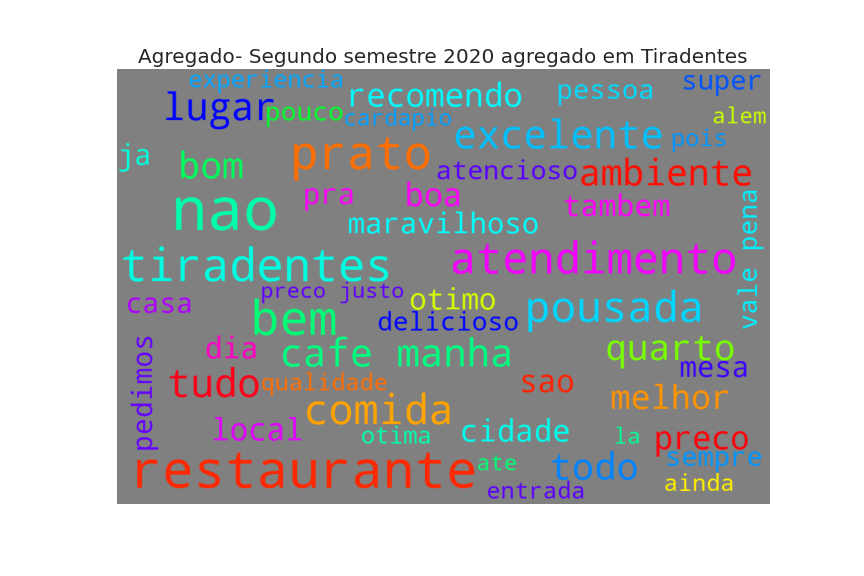 Agregado- Segundo semestre 2020 agregado em Tiradentes
experiencia
super
lugar
recomendo
pessoa
pouco
cardapio
alem
excelente
pois
ja
bom
prato
atencioso
ambiente
nao
pra
boa
tambem
maravilhoso
vale pena
tiradentes
atendimento
casa
preco justo
otimo
pousada
bem
delicioso
dia
cafe manha
quarto
mesa
pedimos
tudo
qualidade
sao
melhor
comida
local
otima
cidade
la
preco
restaurante
ate
todo
sempre
entrada
ainda